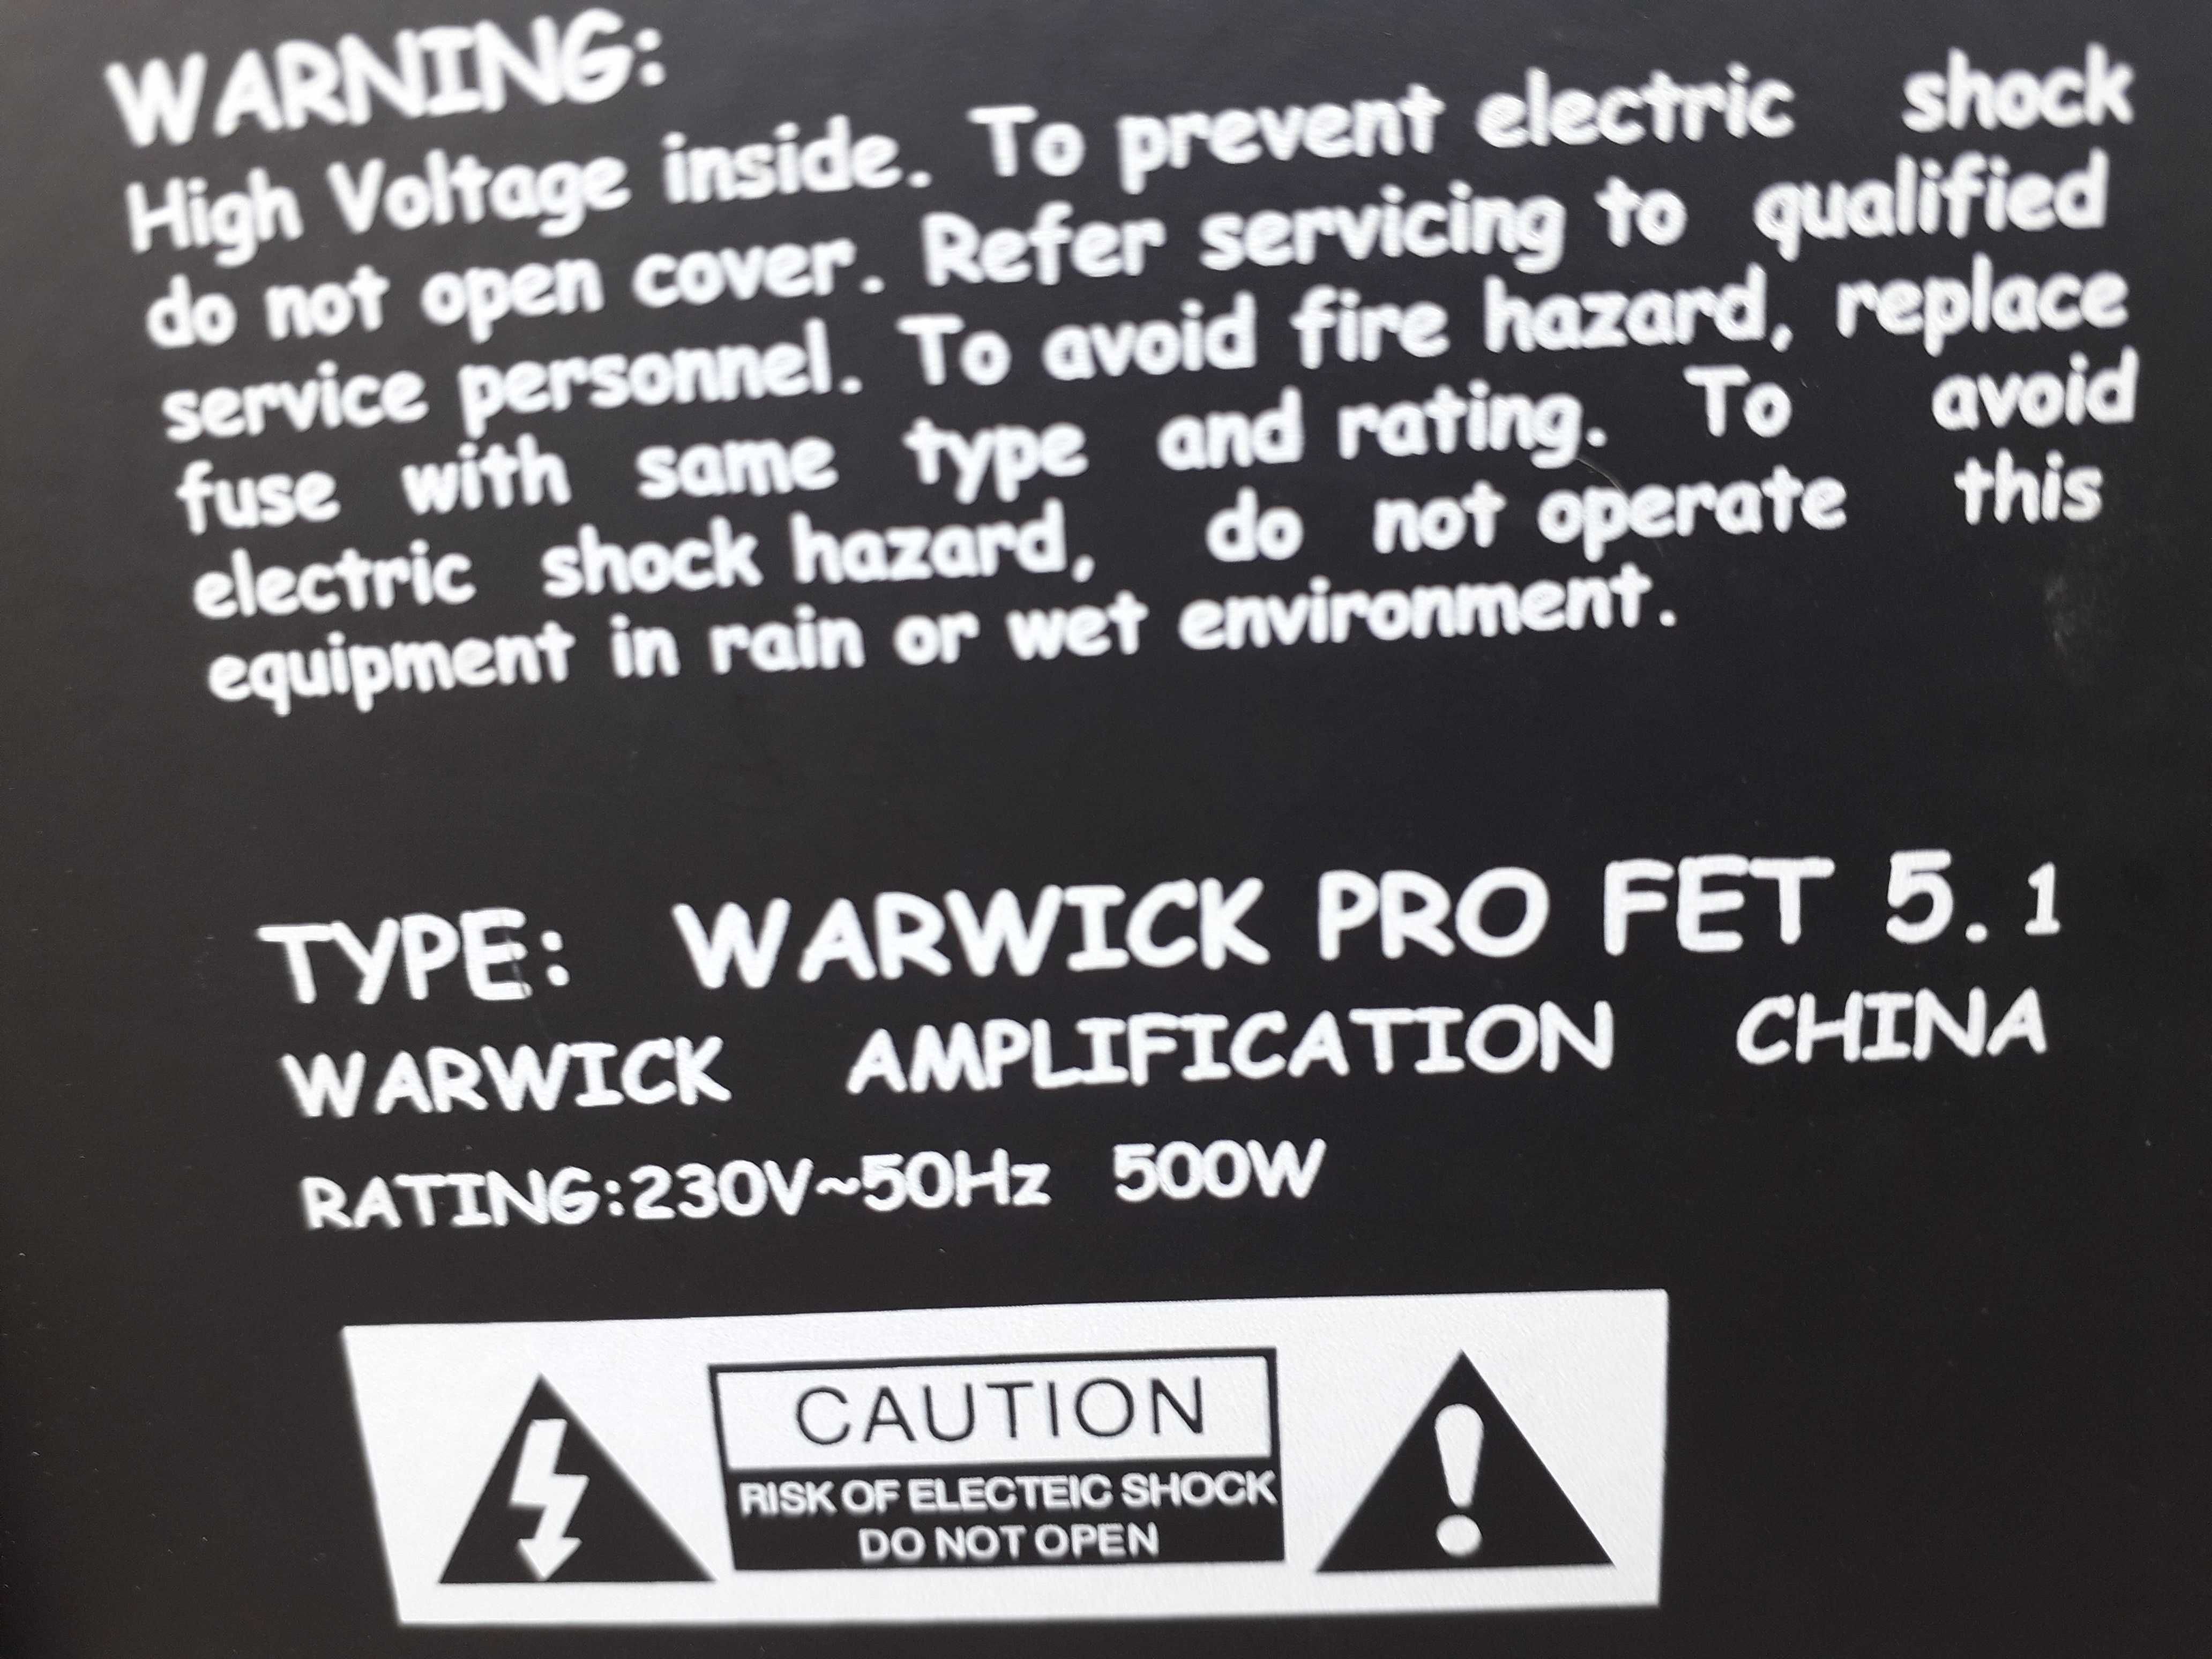 WARNING:
High Voltage inside. To prevent electric shock
do not open cover. Refer servicing to qualified
service personnel. To avoid fire hazard, replace
fuse with same type and rating. To avoid
electric shock hazard, do not operate this
equipment in rain or wet environment.
TYPE: WARWICK PRO FET 5.1
WARWICK AMPLIFICATION CHINA
RATING:230V~50Hz 500W
CAUTION
RISK OF ELECTEIC SHOCK
DO NOT OPEN